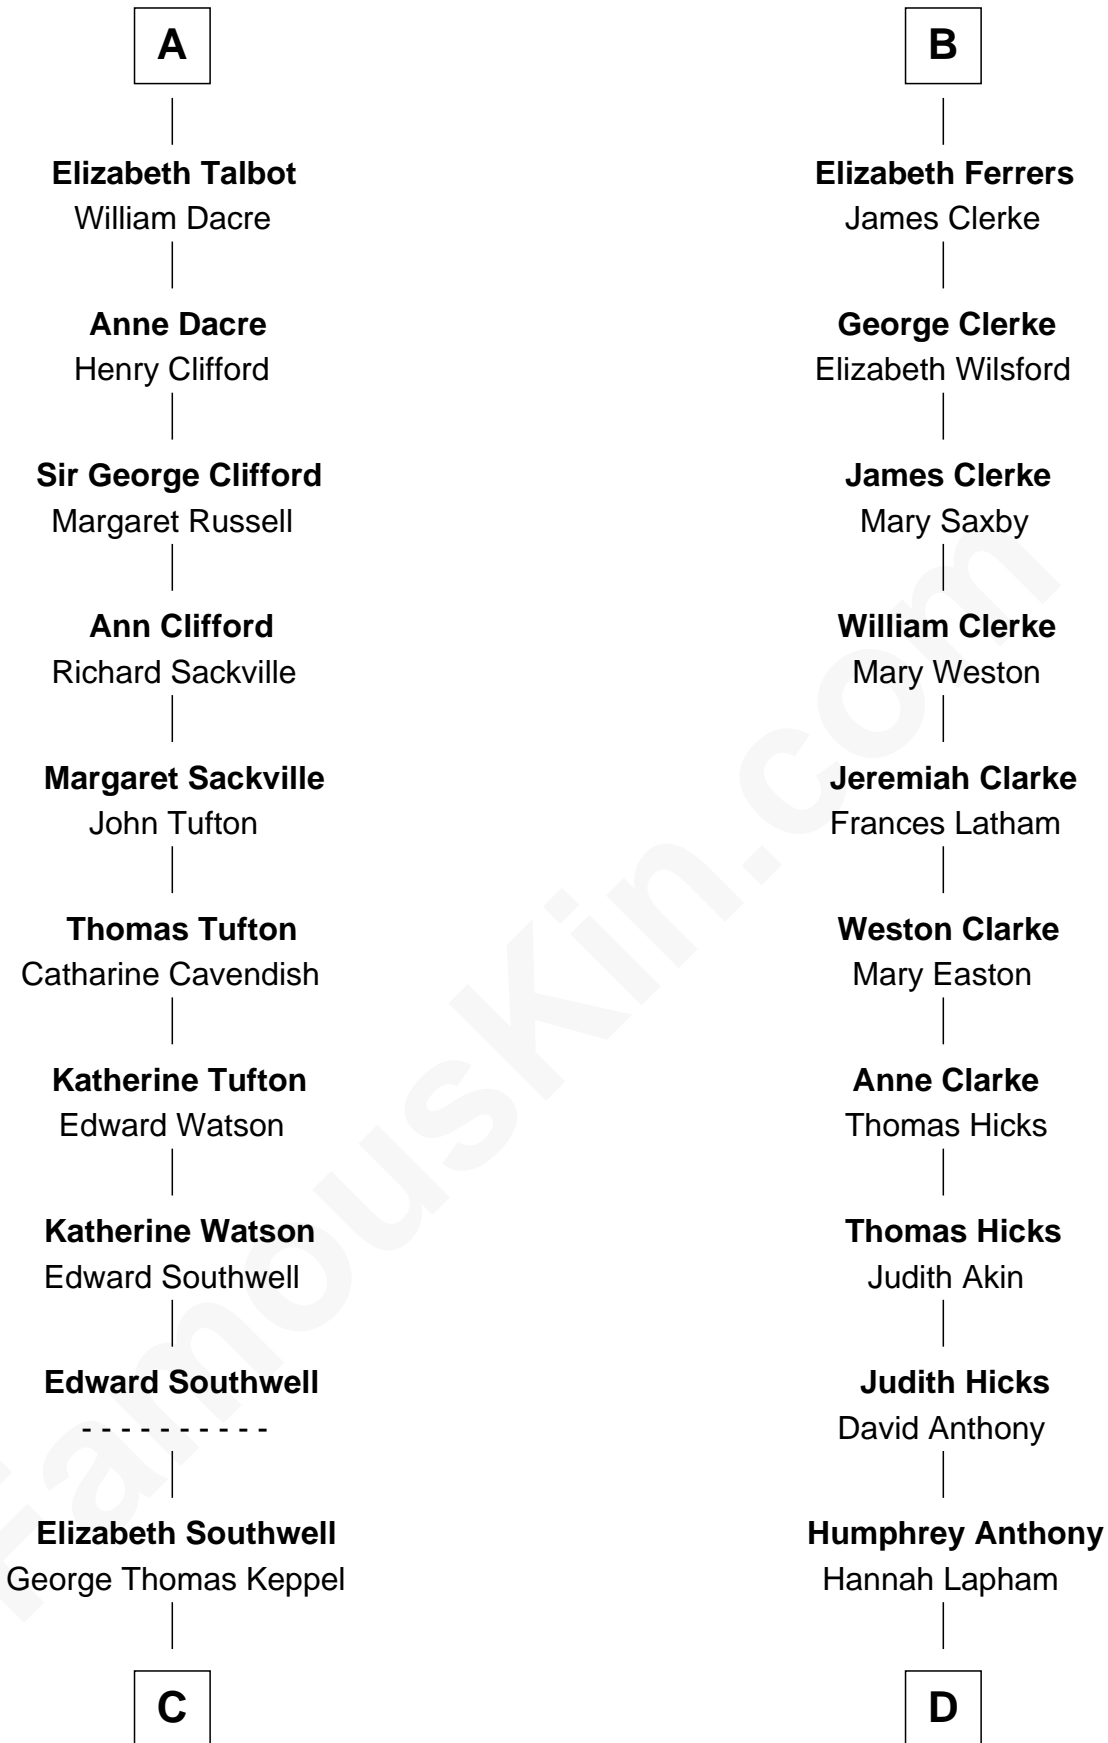 A
Elizabeth Talbot
William Dacre
Anne Dacre
Henry Clifford
Sir George Clifford
Margaret Russell
Ann Clifford
Richard Sackville
Margaret Sackville
John Tufton
Thomas Tufton
Catharine Cavendish
Katherine Tufton
Edward Watson
Katherine Watson
Edward Southwell
Edward Southwell
- - - - - - - - - -
Elizabeth Southwell
George Thomas Keppel
C
B
Elizabeth Ferrers
James Clerke
George Clerke
Elizabeth Wilsford
James Clerke
Mary Saxby
William Clerke
Mary Weston
Jeremiah Clarke
Frances Latham
Weston Clarke
Mary Easton
Anne Clarke
Thomas Hicks
Thomas Hicks
Judith Akin
Judith Hicks
David Anthony
Humphrey Anthony
Hannah Lapham
D
FamousKin.com